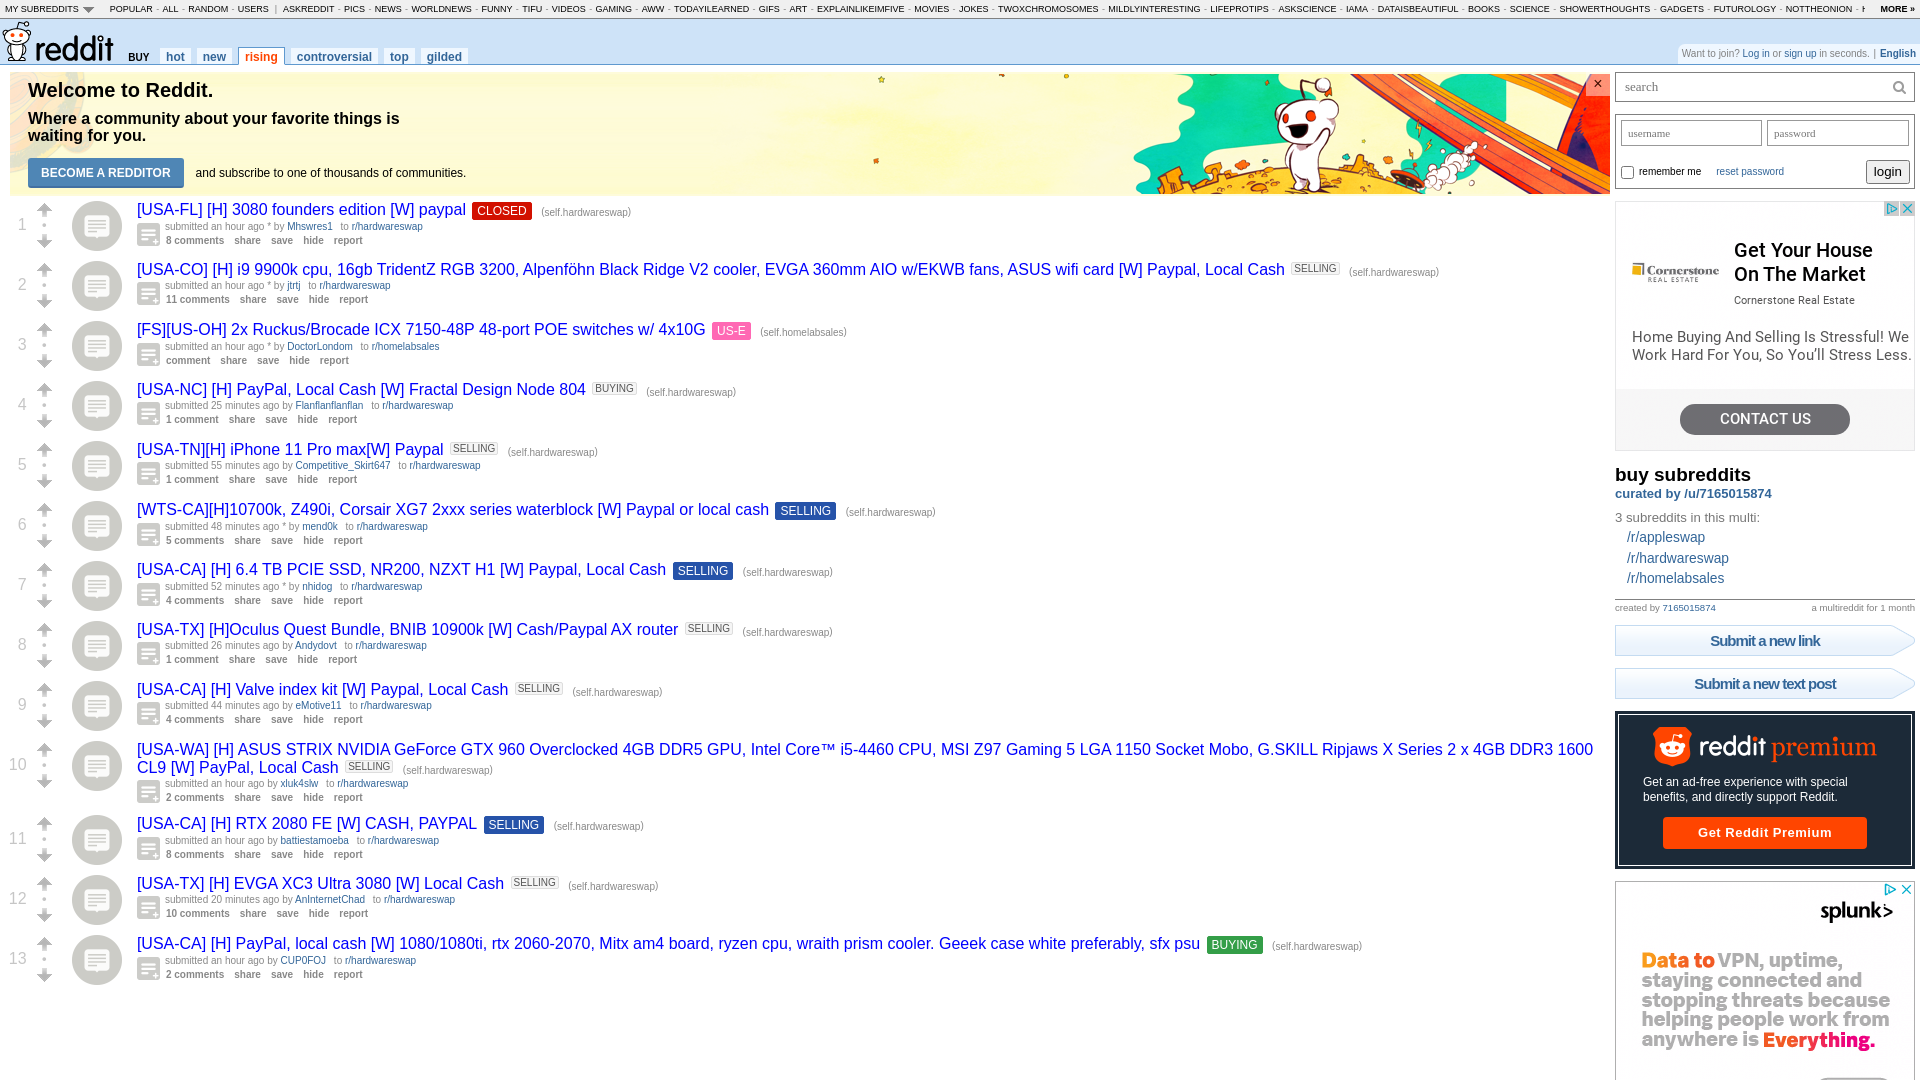 MY SUBREDDITS POPULAR - ALL - RANDOM - USERS | ASKREDDIT - PICS - NEWS - WORLDNEWS - FUNNY - TIFU - VIDEOS - GAMING - AWW - TODAYILEARNED - GIFS - ART - EXPLAINLIKEIMFIVE - MOVIES - JOKES - TWOXCHROMOSOMES - MILDLYINTERESTING - LIFEPROTIPS - ASKSCIENCE - IAMA - DATAISBEAUTIFUL - BOOKS - SCIENCE - SHOWERTHOUGHTS - GADGETS - FUTUROLOGY - NOTTHEONION - MORE »
reddit BUY hot new rising controversial top gilded
Want to join? Log in or sign up in seconds. | English
Welcome to Reddit.
Where a community about your favorite things is
waiting for you.
BECOME A REDDITOR and subscribe to one of thousands of communities.
×
1
[USA-FL] [H] 3080 founders edition [W] paypal CLOSED (self.hardwareswap)
submitted an hour ago * by Mhswres1 to r/hardwareswap
8 comments share save hide report
2
[USA-CO] [H] i9 9900k cpu, 16gb TridentZ RGB 3200, Alpenföhn Black Ridge V2 cooler, EVGA 360mm AIO w/EKWB fans, ASUS wifi card [W] Paypal, Local Cash SELLING (self.hardwareswap)
submitted an hour ago * by jtrtj to r/hardwareswap
11 comments share save hide report
3
[FS][US-OH] 2x Ruckus/Brocade ICX 7150-48P 48-port POE switches w/ 4x10G US-E (self.homelabsales)
submitted an hour ago * by DoctorLondom to r/homelabsales
comment share save hide report
4
[USA-NC] [H] PayPal, Local Cash [W] Fractal Design Node 804 BUYING (self.hardwareswap)
submitted 25 minutes ago by Flanflanflanflan to r/hardwareswap
1 comment share save hide report
5
[USA-TN][H] iPhone 11 Pro max[W] Paypal SELLING (self.hardwareswap)
submitted 55 minutes ago by Competitive_Skirt647 to r/hardwareswap
1 comment share save hide report
6
[WTS-CA][H]10700k, Z490i, Corsair XG7 2xxx series waterblock [W] Paypal or local cash SELLING (self.hardwareswap)
submitted 48 minutes ago * by mend0k to r/hardwareswap
5 comments share save hide report
7
[USA-CA] [H] 6.4 TB PCIE SSD, NR200, NZXT H1 [W] Paypal, Local Cash SELLING (self.hardwareswap)
submitted 52 minutes ago * by nhidog to r/hardwareswap
4 comments share save hide report
8
[USA-TX] [H]Oculus Quest Bundle, BNIB 10900k [W] Cash/Paypal AX router SELLING (self.hardwareswap)
submitted 26 minutes ago by Andydovt to r/hardwareswap
1 comment share save hide report
9
[USA-CA] [H] Valve index kit [W] Paypal, Local Cash SELLING (self.hardwareswap)
submitted 44 minutes ago by eMotive11 to r/hardwareswap
4 comments share save hide report
10
[USA-WA] [H] ASUS STRIX NVIDIA GeForce GTX 960 Overclocked 4GB DDR5 GPU, Intel Core™ i5-4460 CPU, MSI Z97 Gaming 5 LGA 1150 Socket Mobo, G.SKILL Ripjaws X Series 2 x 4GB DDR3 1600
CL9 [W] PayPal, Local Cash SELLING (self.hardwareswap)
submitted an hour ago by xluk4slw to r/hardwareswap
2 comments share save hide report
11
[USA-CA] [H] RTX 2080 FE [W] CASH, PAYPAL SELLING (self.hardwareswap)
submitted an hour ago by battiestamoeba to r/hardwareswap
8 comments share save hide report
12
[USA-TX] [H] EVGA XC3 Ultra 3080 [W] Local Cash SELLING (self.hardwareswap)
submitted 20 minutes ago by AnInternetChad to r/hardwareswap
10 comments share save hide report
13
[USA-CA] [H] PayPal, local cash [W] 1080/1080ti, rtx 2060-2070, Mitx am4 board, ryzen cpu, wraith prism cooler. Geeek case white preferably, sfx psu BUYING (self.hardwareswap)
submitted an hour ago by CUP0FOJ to r/hardwareswap
2 comments share save hide report
search
username password
remember me reset password login
Get Your House
On The Market
Cornerstone
REAL ESTATE
Cornerstone Real Estate
Home Buying And Selling Is Stressful! We
Work Hard For You, So You'll Stress Less.
CONTACT US
buy subreddits
curated by /u/7165015874
3 subreddits in this multi:
/r/appleswap
/r/hardwareswap
/r/homelabsales
created by 7165015874 a multireddit for 1 month
Submit a new link
Submit a new text post
reddit premium
Get an ad-free experience with special
benefits, and directly support Reddit.
Get Reddit Premium
splunk>
Data to VPN, uptime,
staying connected and
stopping threats because
helping people work from
anywhere is Everything.